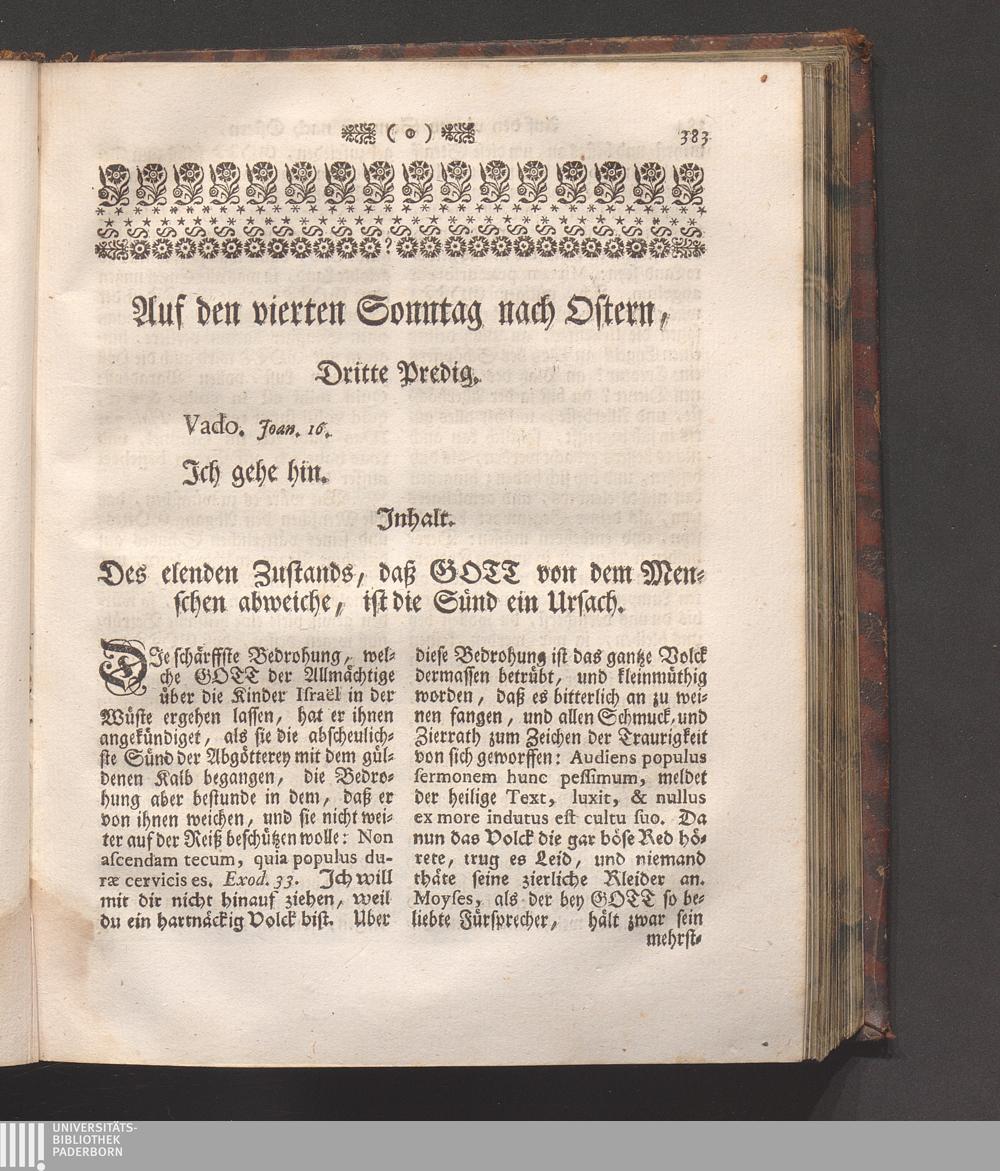 ( o ) 383
Auf den vierten Sonntag nach Ostern,
Dritte Predig.
Vado. Joan. 16.
Ich gehe hin.
Inhalt.
Des elenden Zustands, daß GOTT von dem Men-
schen abweiche, ist die Sünd ein Ursach.
DIe schärffste Bedrohung, wel-
che GOTT der Allmächtige
über die Kinder Iſraël in der
Wüste ergehen lassen, hat er ihnen
angekündiget, als sie die abscheulich-
ste Sünd der Abgötterey mit dem gül-
denen Kalb begangen, die Bedro-
hung aber bestunde in dem, daß er
von ihnen weichen, und sie nicht wei-
ter auf der Reiß beschützen wolle: Non
aſcendam tecum, quia populus du-
ræ cervicis es. Exod. 33. Ich will
mit dir nicht hinauf ziehen, weil
du ein hartnäckig Volck bist. Uber
diese Bedrohung ist das gantze Volck
dermassen betrübt, und kleinmüthig
worden, daß es bitterlich an zu wei-
nen fangen, und allen Schmuck, und
Zierrath zum Zeichen der Traurigkeit
von sich geworffen: Audiens populus
ſermonem hunc peſſimum, meldet
der heilige Text, luxit, & nullus
ex more indutus eſt cultu ſuo. Da
nun das Volck die gar böse Red hö-
rete, trug es Leid, und niemand
thäte seine zierliche Kleider an.
Moyſes, als der bey GOTT so be-
liebte Fürsprecher, hält zwar sein
mehrst-
UNIVERSITÄTS-
BIBLIOTHEK
PADERBORN